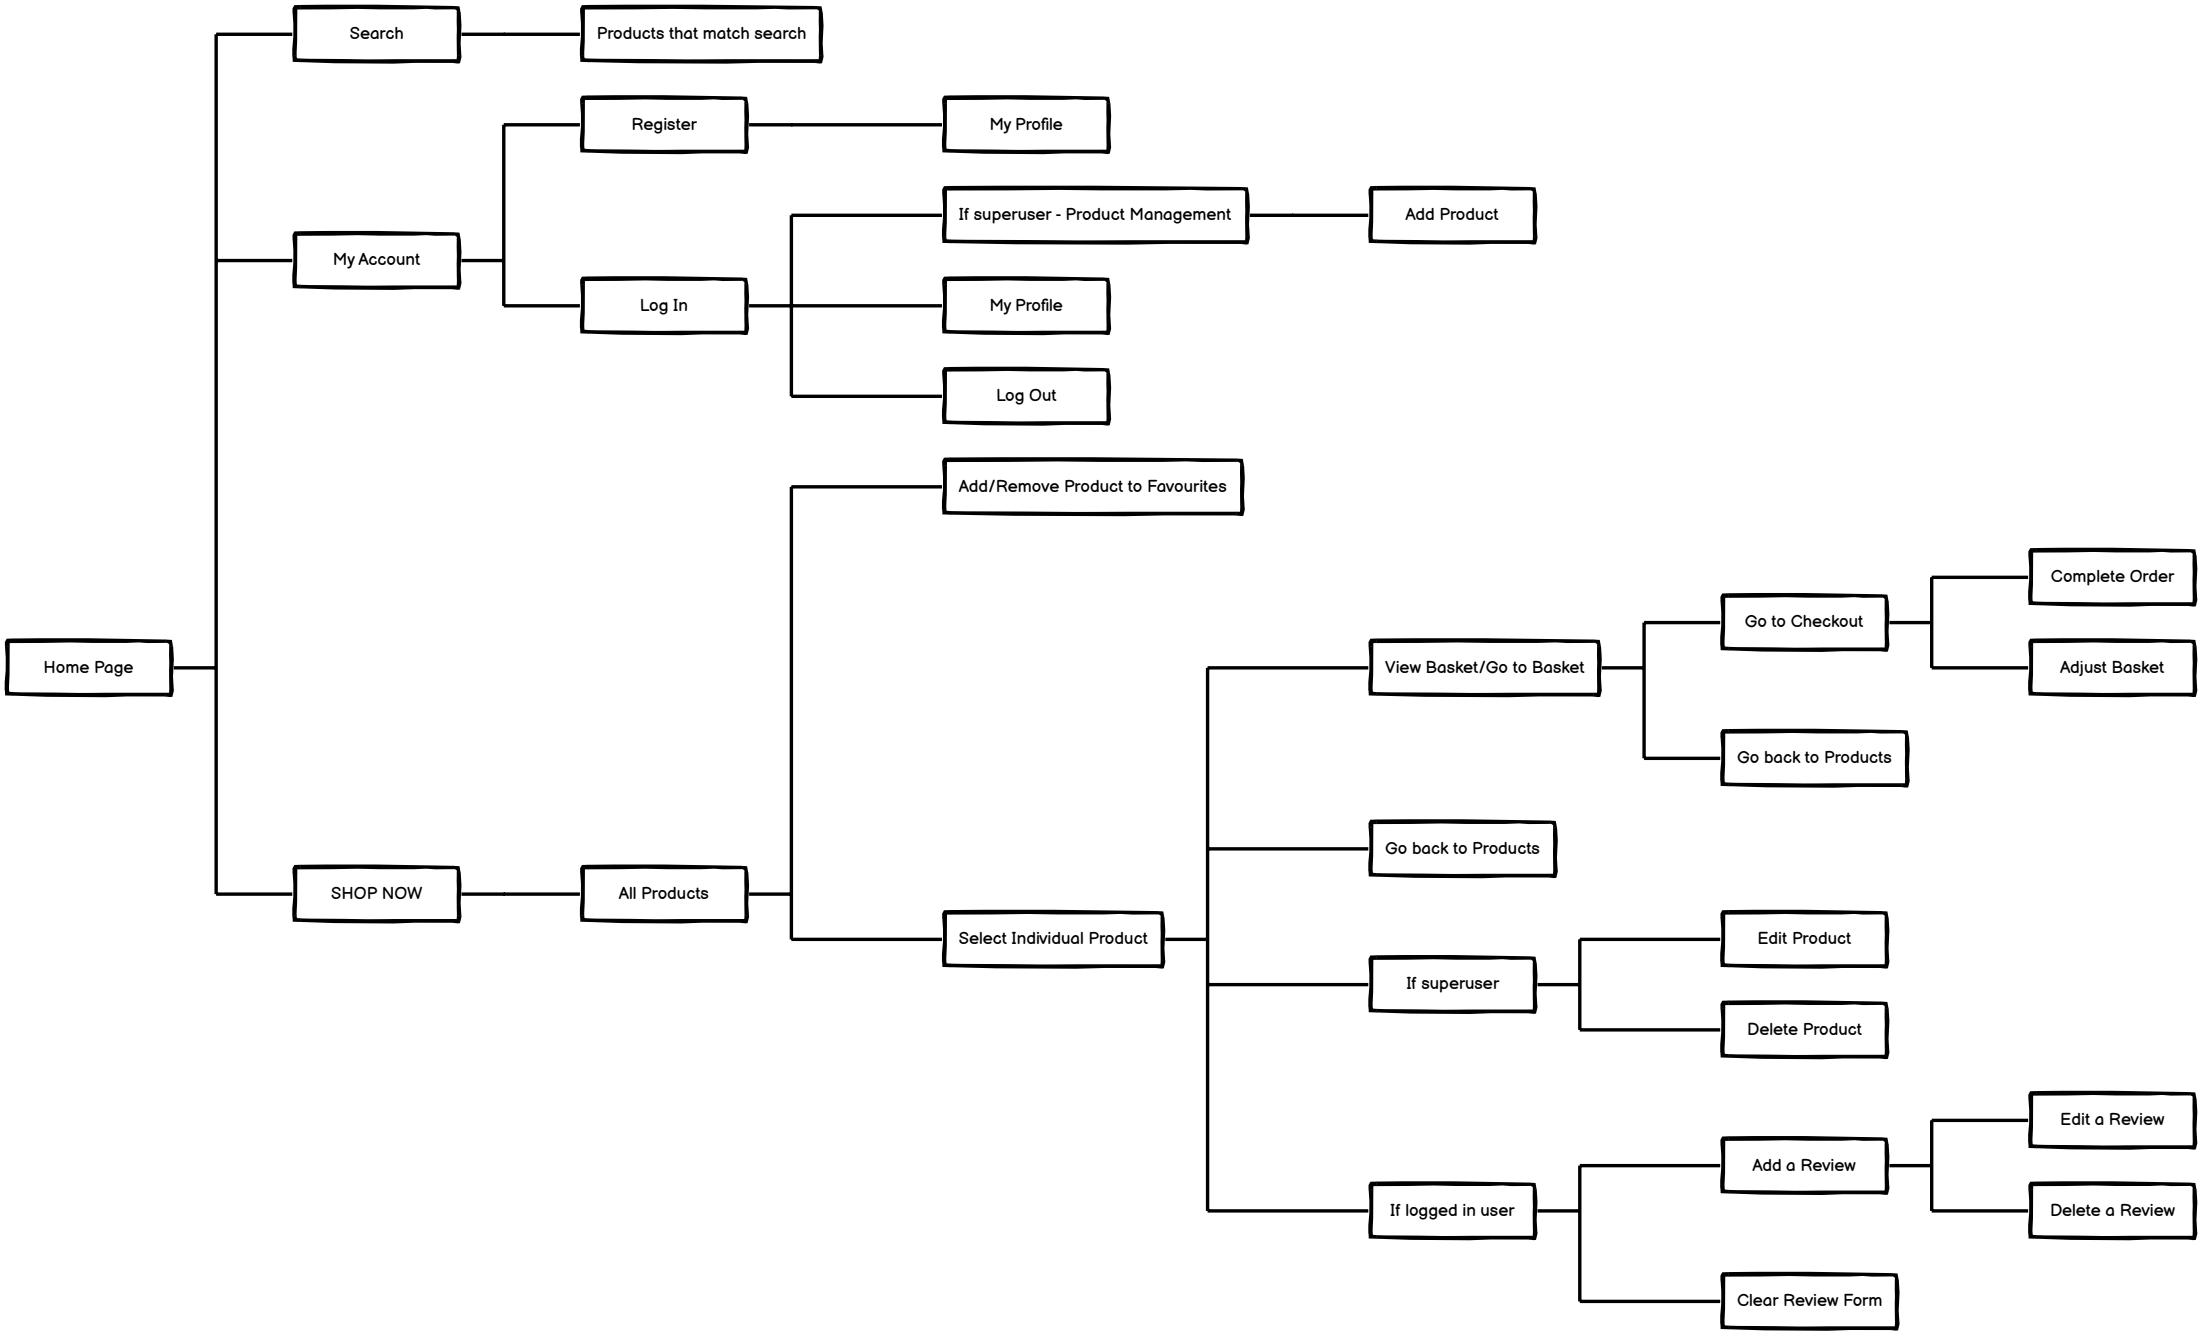 Search
Products that match search
Register
My Profile
If superuser - Product Management
Add Product
My Account
Log In
My Profile
Log Out
Add/Remove Product to Favourites
Complete Order
Go to Checkout
Home Page
View Basket/Go to Basket
Adjust Basket
Go back to Products
Go back to Products
SHOP NOW
All Products
Select Individual Product
Edit Product
If superuser
Delete Product
Edit a Review
Add a Review
If logged in user
Delete a Review
Clear Review Form